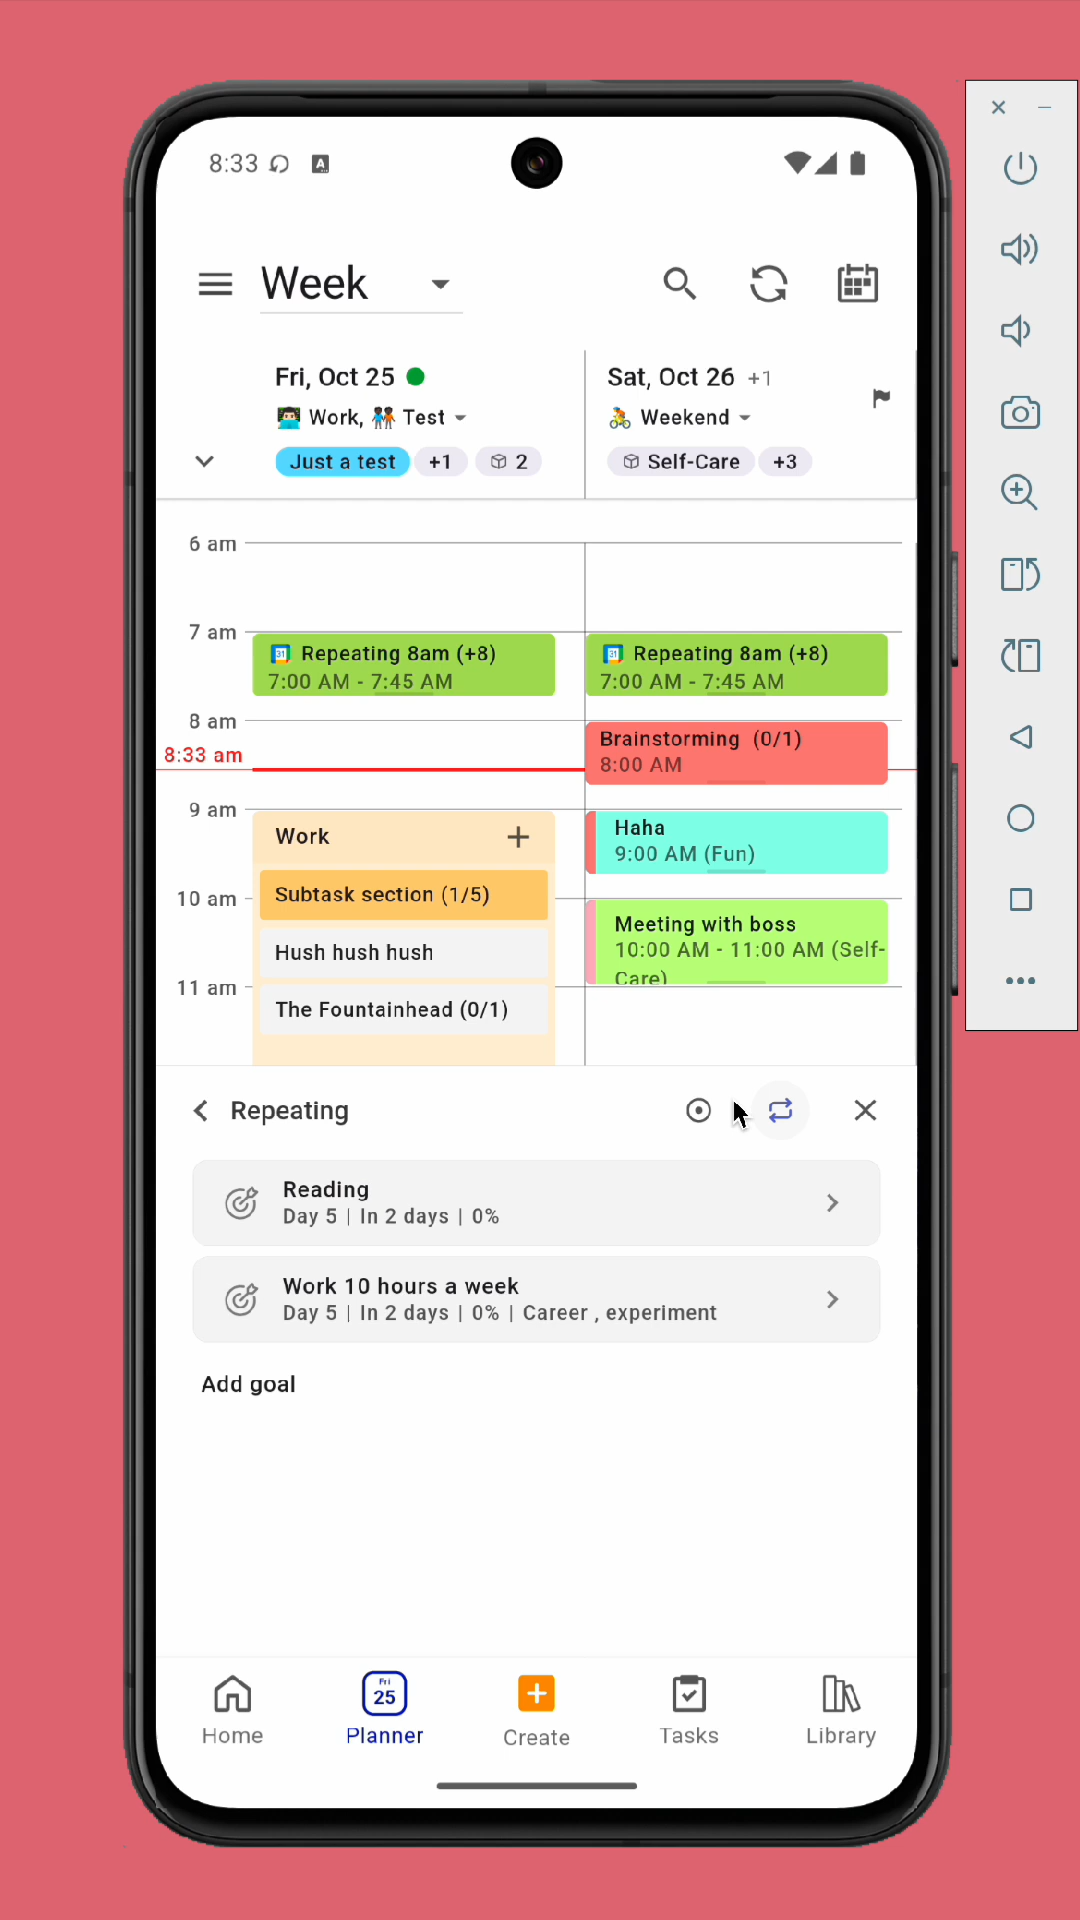 8:33 A
Week
Fri, Oct 25
Work, Test
Just a test +1 2
Sat, Oct 26 +1
Weekend
Self-Care +3
6 am
7 am
31 Repeating 8am (+8)
7:00 AM - 7:45 AM
31 Repeating 8am (+8)
7:00 AM - 7:45 AM
8 am
8:33 am
Brainstorming (0/1)
8:00 AM
9 am
Work
Haha
9:00 AM (Fun)
10 am
Subtask section (1/5)
Hush hush hush
Meeting with boss
10:00 AM - 11:00 AM (Self-
Care)
11 am
The Fountainhead (0/1)
Repeating
Reading
Day 5 | In 2 days | 0%
Work 10 hours a week
Day 5 | In 2 days | 0% | Career , experiment
Add goal
Fri
25
Home
Planner
Create
Tasks
Library